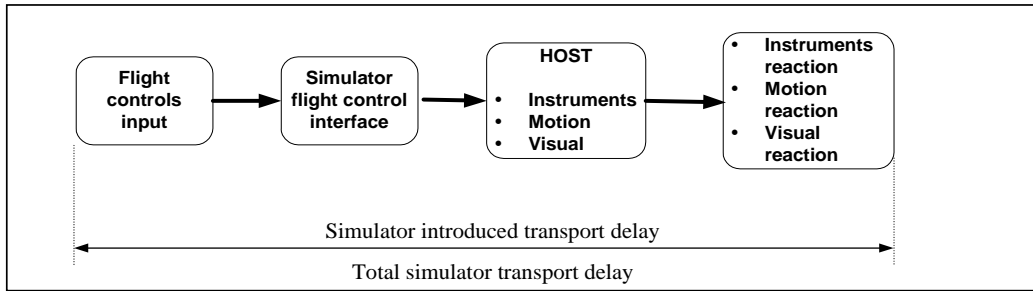 Flight
controls
input
Simulator
flight control
interface
HOST
• Instruments
• Motion
• Visual
• Instruments
reaction
• Motion
reaction
• Visual
reaction
Simulator introduced transport delay
Total simulator transport delay